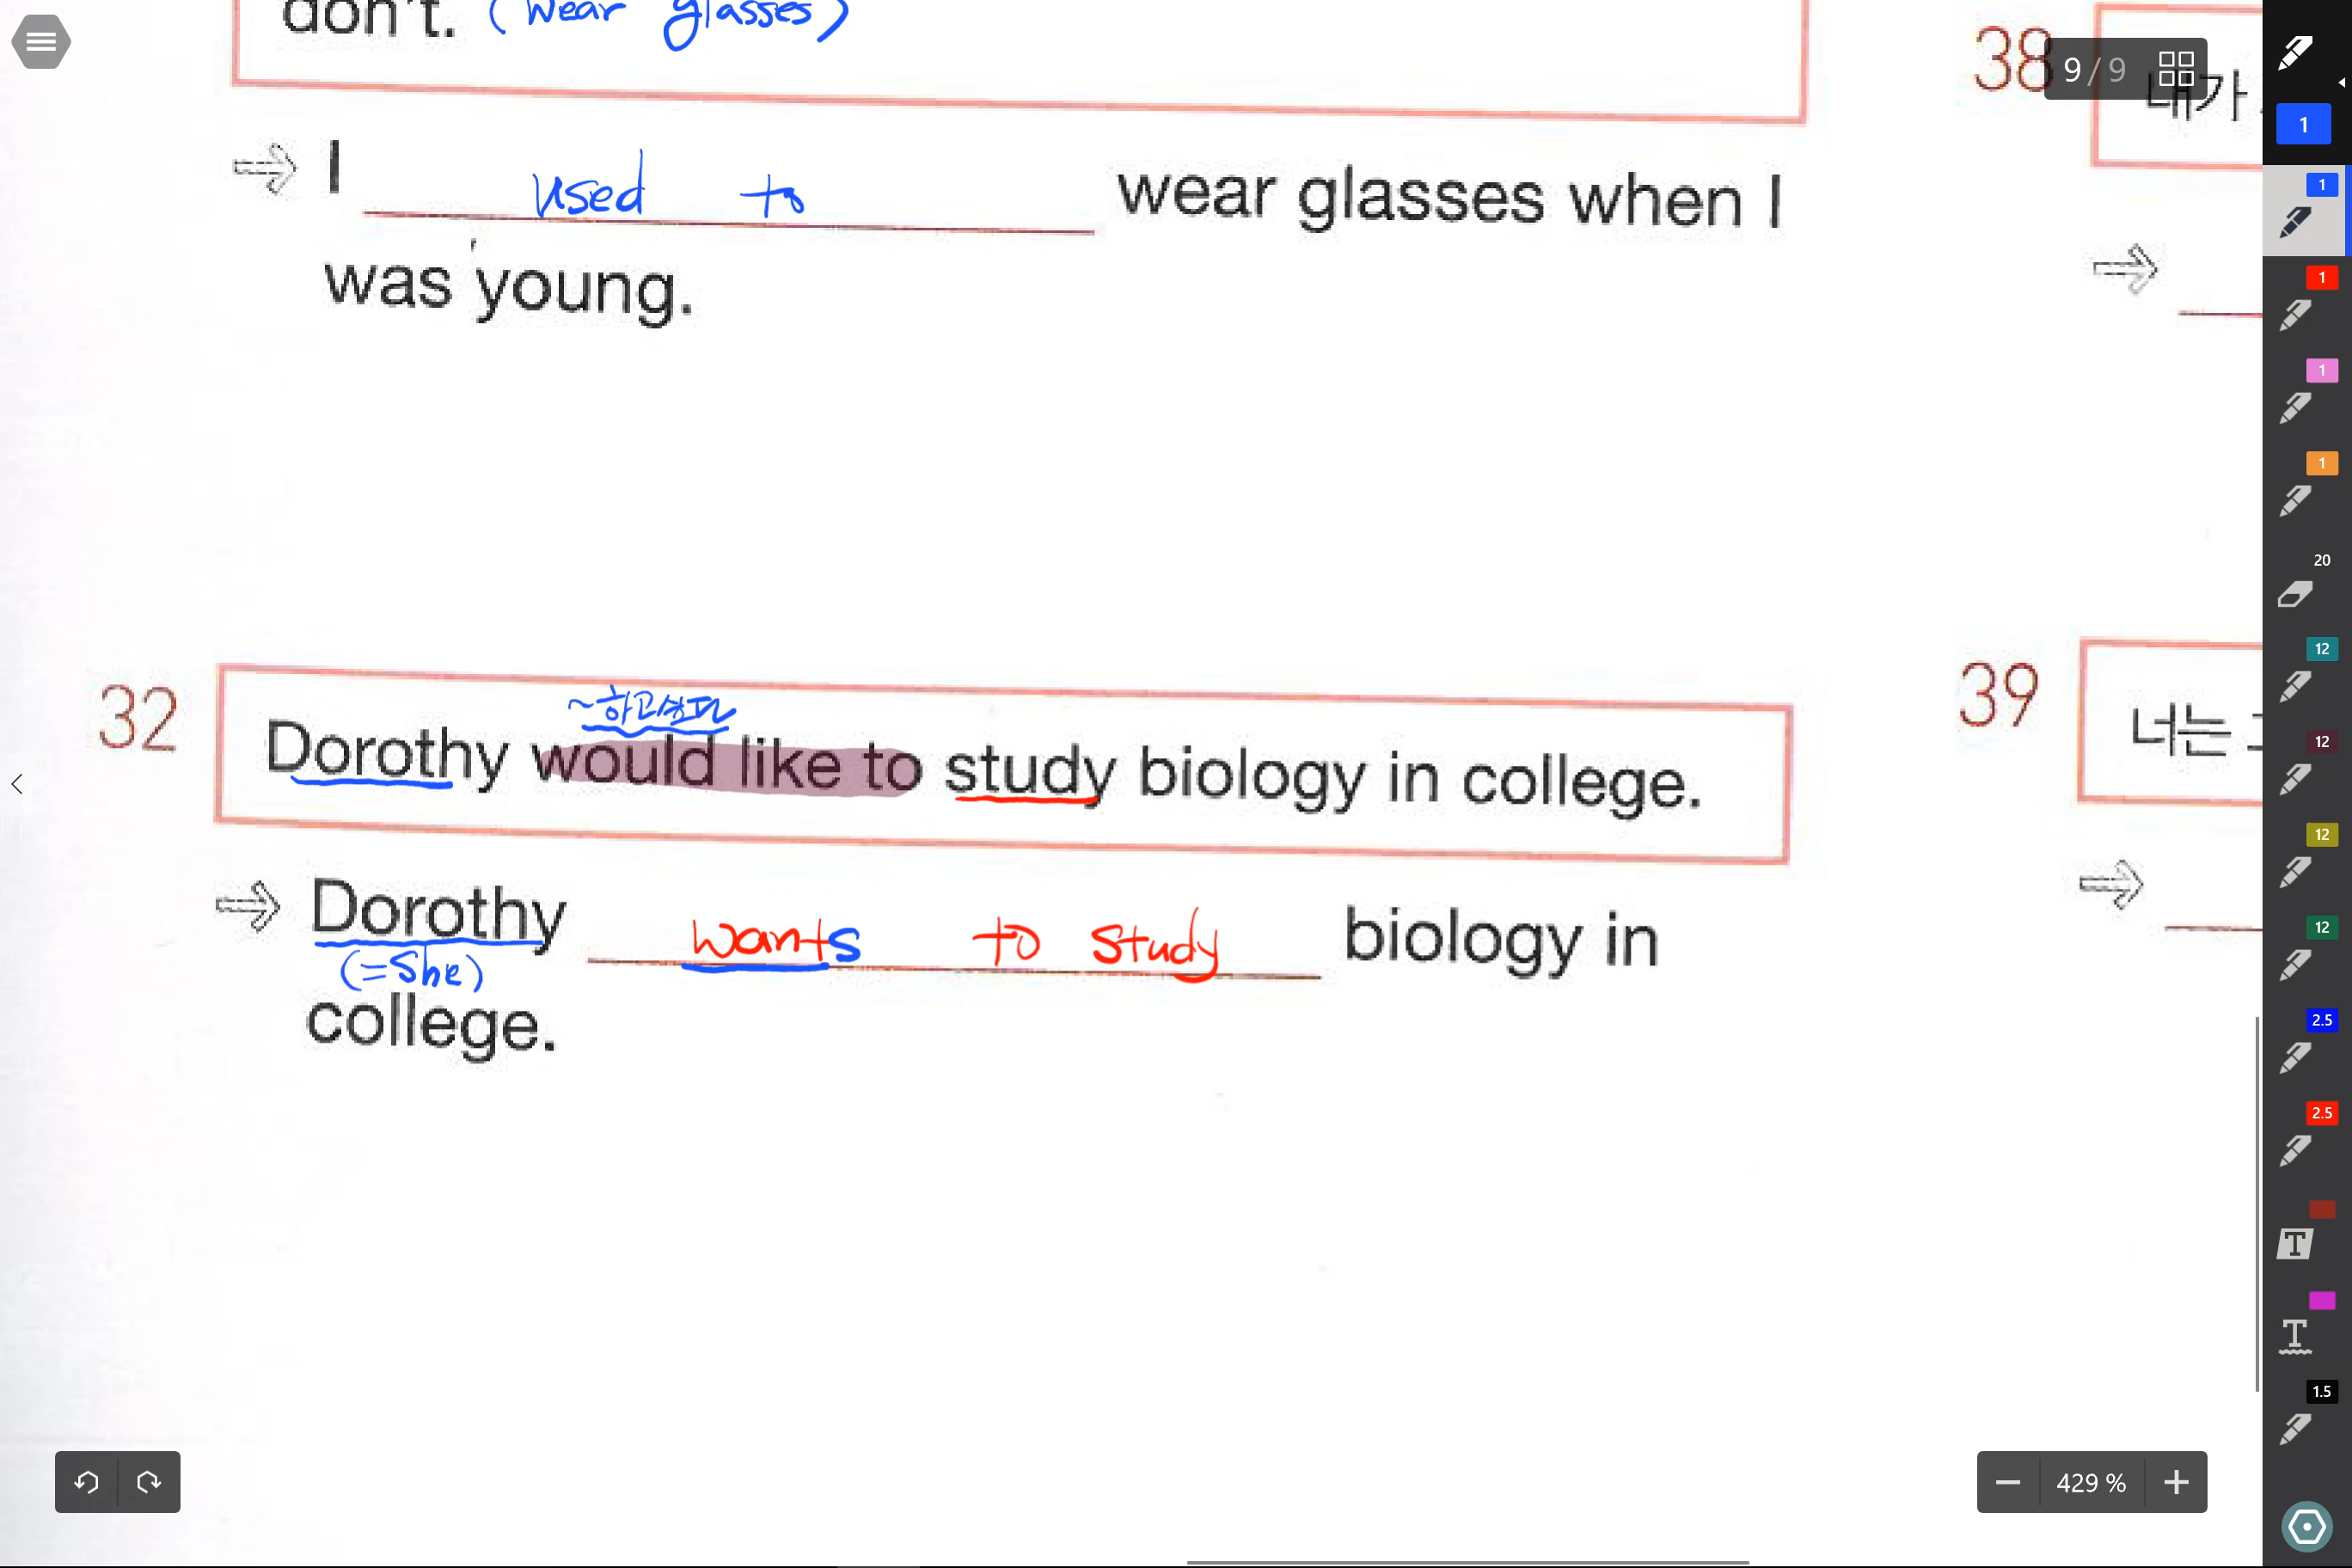 don't. (wear glasses)
⇨ I used to wear glasses when I
was young.
32
~하고싶다
Dorothy would like to study biology in college.
⇨ Dorothy wants to study biology in
(=She)
college.
38
내가
39
너는
9 / 9
1
1
1
1
1
20
12
12
12
12
2.5
2.5
T
T
1.5
429 %